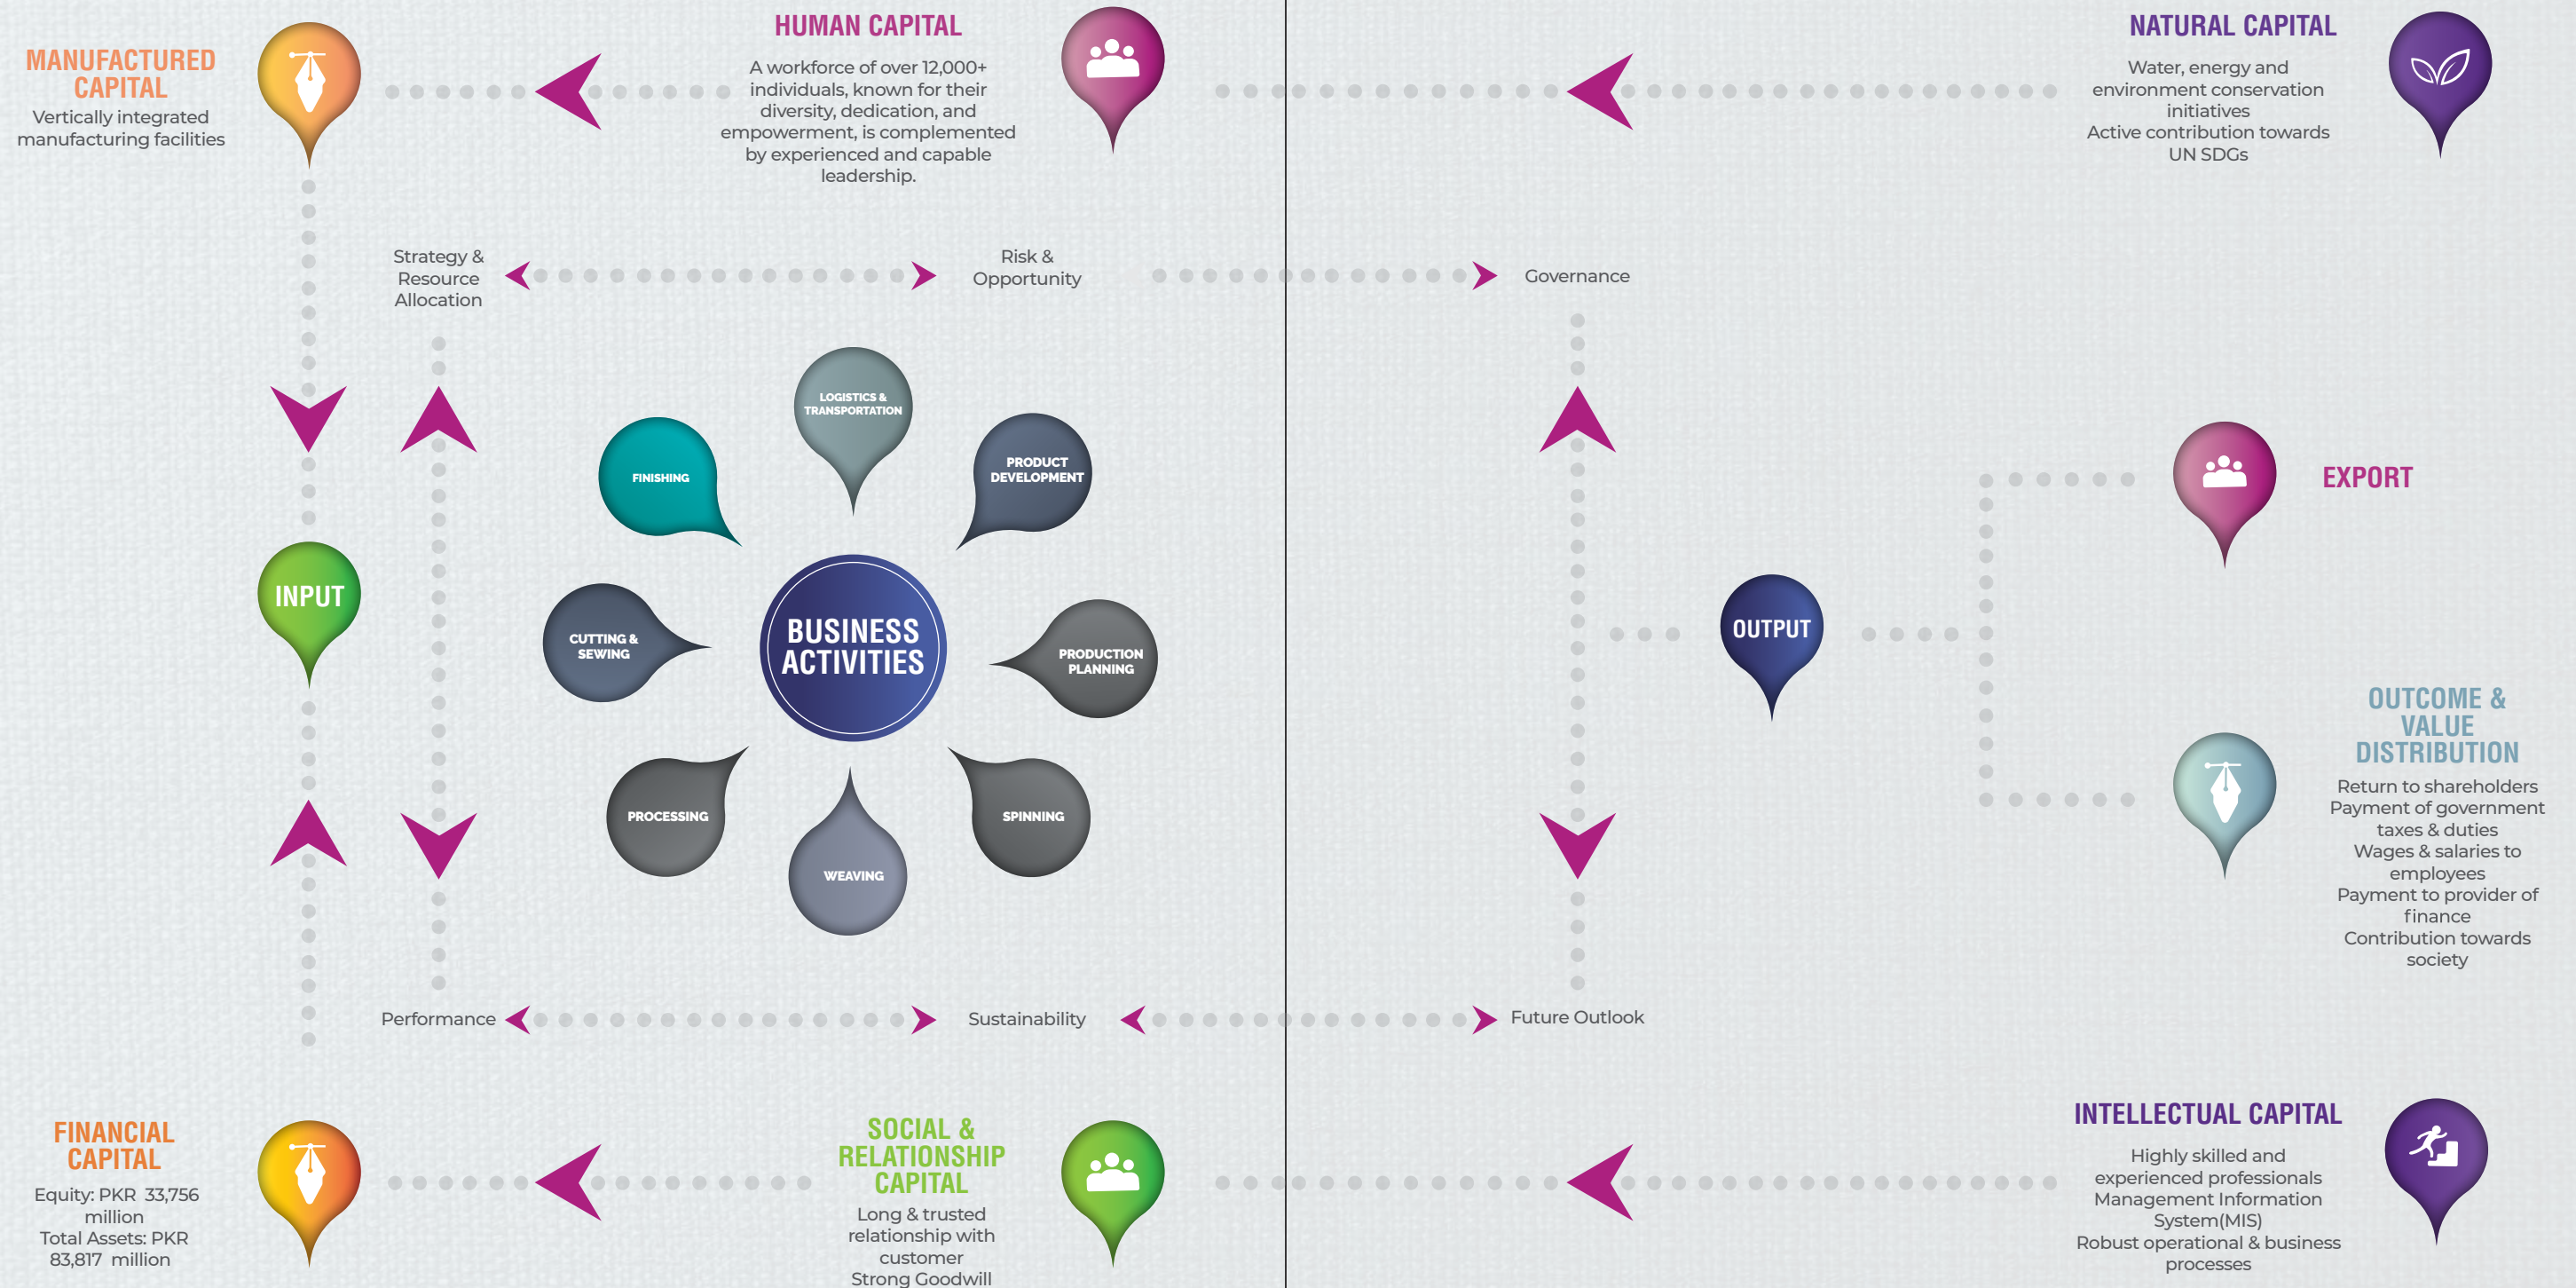 MANUFACTURED
CAPITAL
Vertically integrated
manufacturing facilities
HUMAN CAPITAL
A workforce of over 12,000+
individuals, known for their
diversity, dedication, and
empowerment, is complemented
by experienced and capable
leadership.
NATURAL CAPITAL
Water, energy and
environment conservation
initiatives
Active contribution towards
UN SDGs
Strategy &
Resource
Allocation
Risk &
Opportunity
Governance
LOGISTICS &
TRANSPORTATION
PRODUCT
DEVELOPMENT
FINISHING
INPUT
CUTTING &
SEWING
BUSINESS
ACTIVITIES
PRODUCTION
PLANNING
PROCESSING
WEAVING
SPINNING
OUTPUT
EXPORT
OUTCOME &
VALUE
DISTRIBUTION
Return to shareholders
Payment of government
taxes & duties
Wages & salaries to
employees
Payment to provider of
finance
Contribution towards
society
Performance
Sustainability
Future Outlook
FINANCIAL
CAPITAL
Equity: PKR 33,756
million
Total Assets: PKR
83,817 million
SOCIAL &
RELATIONSHIP
CAPITAL
Long & trusted
relationship with
customer
Strong Goodwill
INTELLECTUAL CAPITAL
Highly skilled and
experienced professionals
Management Information
System(MIS)
Robust operational & business
processes